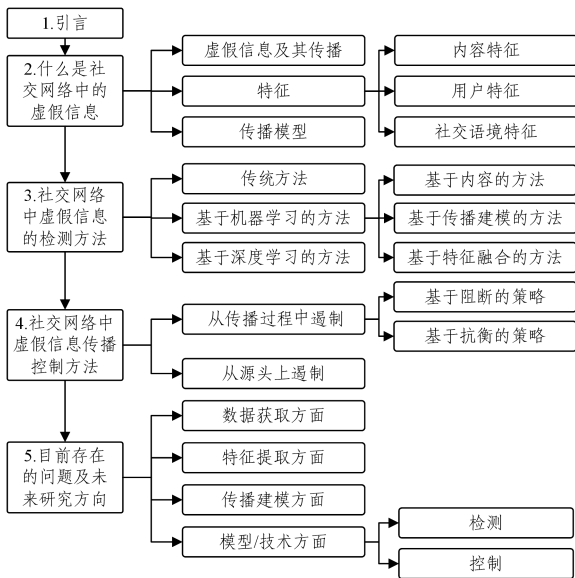 1.引言
2.什么是社
交网络中的
虚假信息
虚假信息及其传播
特征
传播模型
内容特征
用户特征
社交语境特征
3.社交网络
中虚假信息
的检测方法
传统方法
基于机器学习的方法
基于深度学习的方法
基于内容的方法
基于传播建模的方法
基于特征融合的方法
4.社交网络中
虚假信息传播
控制方法
从传播过程中遏制
从源头上遏制
基于阻断的策略
基于抗衡的策略
5.目前存在
的问题及未
来研究方向
数据获取方面
特征提取方面
传播建模方面
模型/技术方面
检测
控制